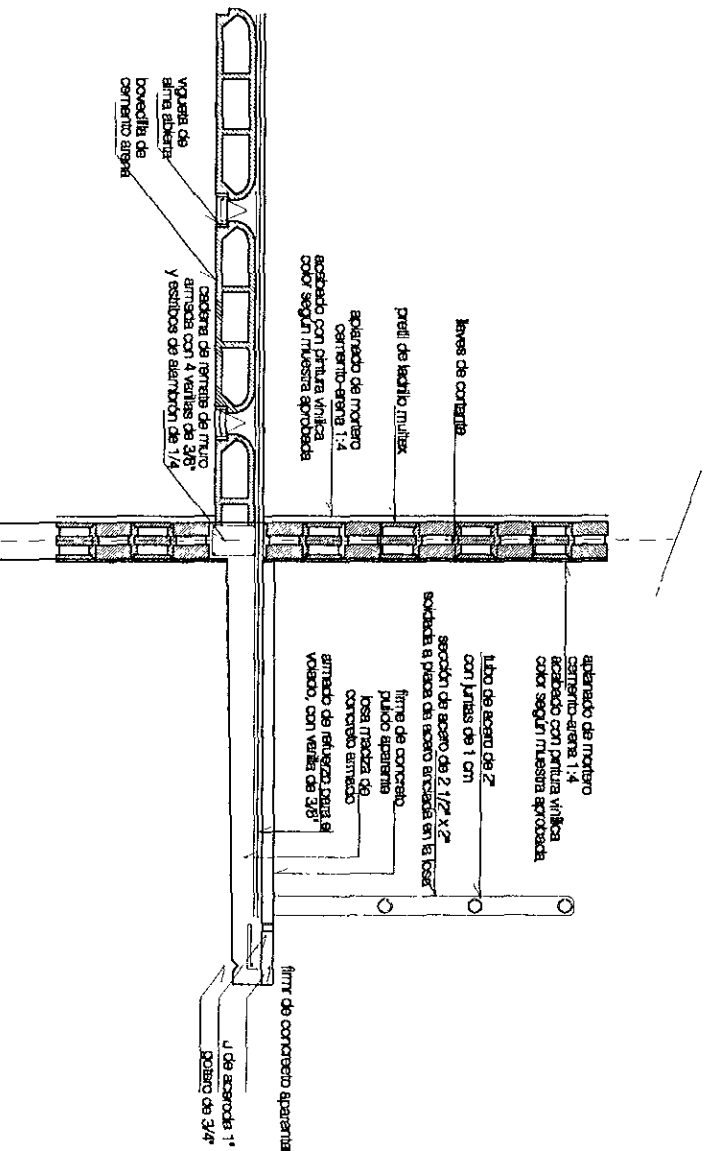 llaves de cortante
pretil de ladrillo multex
aplanado de mortero
cemento-arena 1:4
acabado con pintura vinílica
color según muestra aprobada
vigueta de
alma abierta
bovedilla de
cemento arena
cadena de remate de muro
armada con 4 varillas de 3/8"
y estribos de alambrón de 1/4
aplanado de mortero
cemento-arena 1:4
acabado con pintura vinílica
color según muestra aprobada
tubo de acero de 2"
con juntas de 1 cm
sección de acero de 2 1/2" x 2"
soldada a placa de acero anclada en la losa
firme de concreto
pulido aparente
losa maciza de
concreto armado
armado de refuerzo para el
volado, con varilla de 3/8"
de concreecto
de acerode 1"
gotero de 3/4"